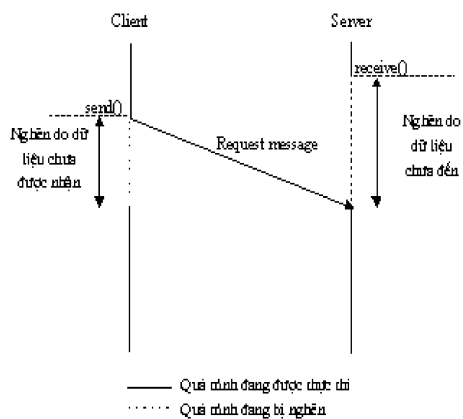 Client
Server
receive()
send()
Nghẽn do dữ
liệu chưa
được nhận
Request message
Nghẽn do
dữ liệu
chưa đến
Quá trình đang được thực thi
Quá trình đang bị nghẽn